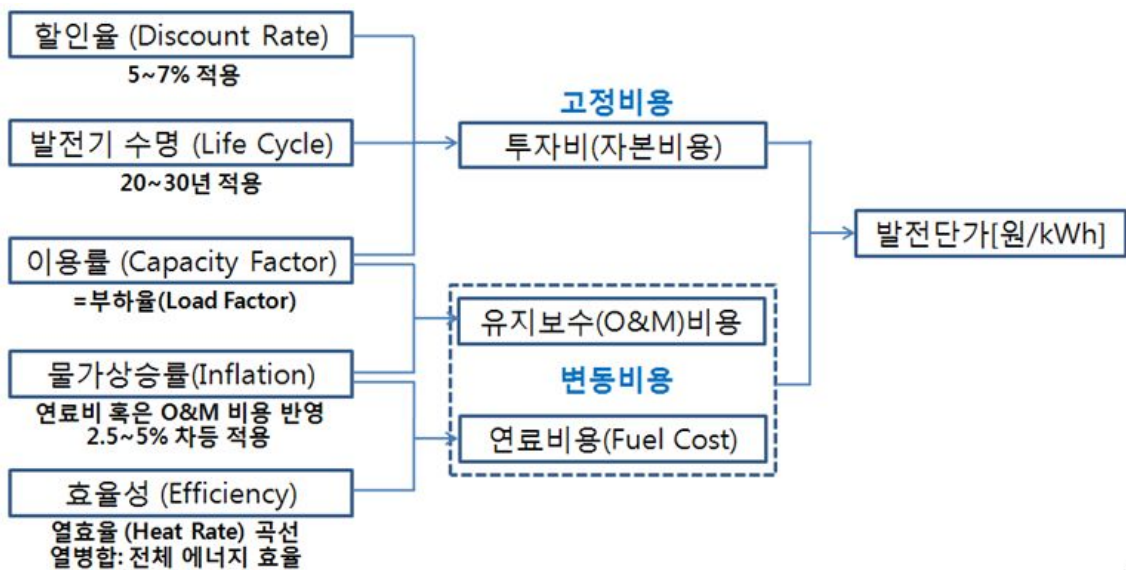 할인율 (Discount Rate)
5~7% 적용
발전기 수명 (Life Cycle)
20~30년 적용
이용률 (Capacity Factor)
=부하율(Load Factor)
물가상승률(Inflation)
연료비 혹은 O&M 비용 반영
2.5~5% 차등 적용
효율성 (Efficiency)
열효율 (Heat Rate) 곡선
열병합: 전체 에너지 효율
고정비용
투자비(자본비용)
유지보수(O&M)비용
변동비용
연료비용(Fuel Cost)
발전단가[원/kWh]